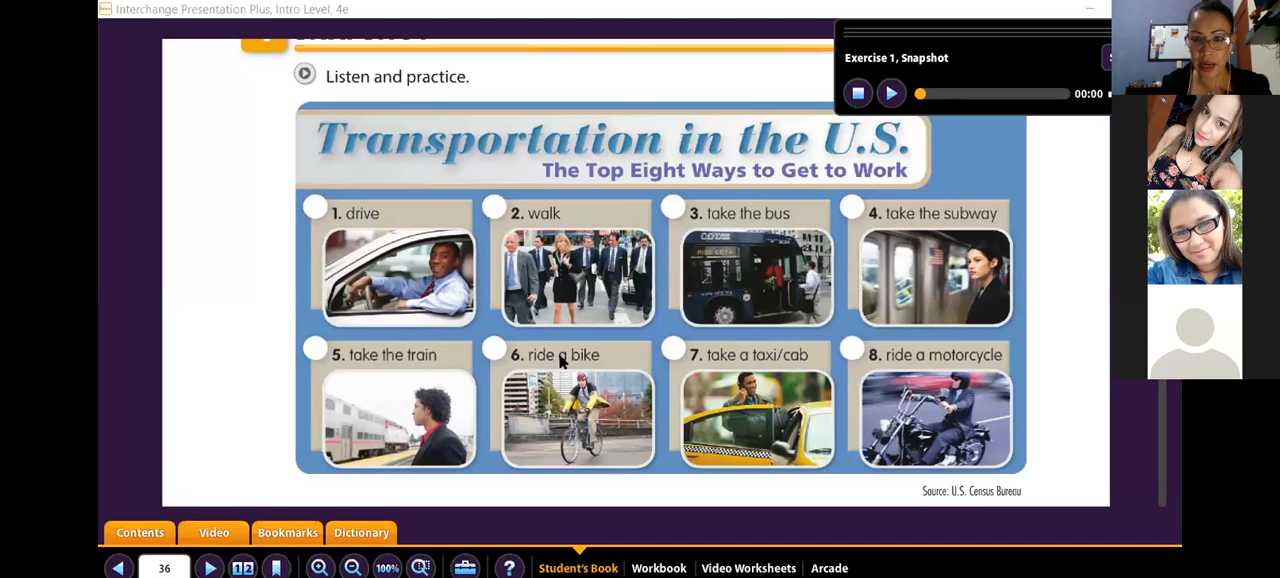 Interchange Presentation Plus, Intro Level, 4e
Exercise 1, Snapshot
00:00
Listen and practice.
Transportation in the U.S.
The Top Eight Ways to Get to Work
1. drive
2. walk
3. take the bus
4. take the subway
5. take the train
6. ride a bike
7. take a taxi/cab
8. ride a motorcycle
Source: U.S. Census Bureau
Contents Video Bookmarks Dictionary
36 12 100% ? Student's Book Workbook Video Worksheets Arcade